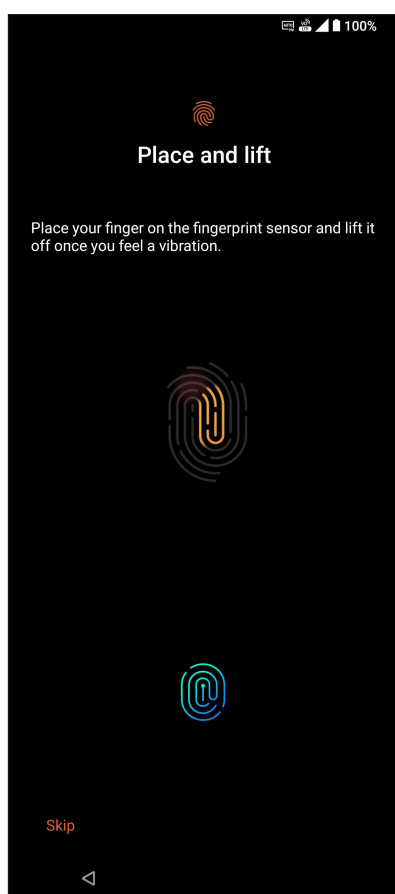 100%
Place and lift
Place your finger on the fingerprint sensor and lift it
off once you feel a vibration.
Skip